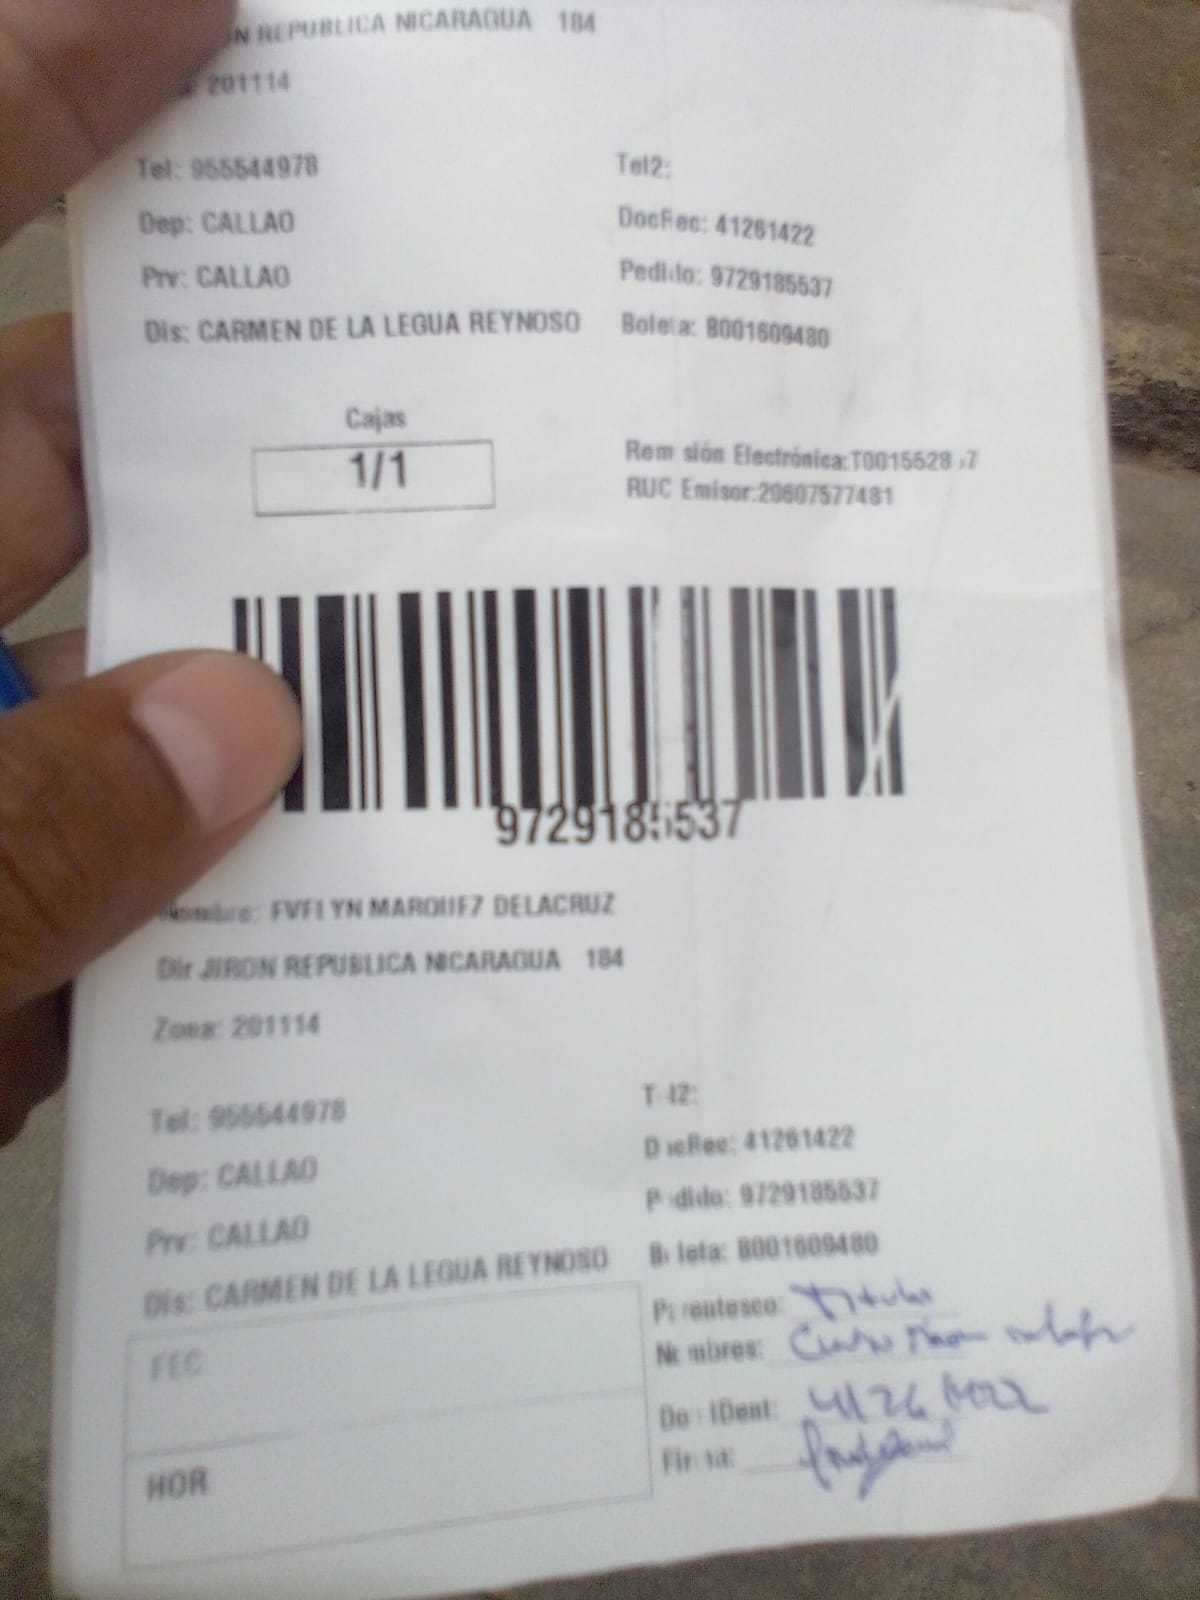 REPUBLICA NICARAGUA 184
201114
Tel: 955544978 Tel2:
Dep: CALLAO DocRec: 41261422
Prv: CALLAO Pedido: 9729185537
Dis: CARMEN DE LA LEGUA REYNOSO Boleta: B001609480
Cajas
1/1
Remisión Electrónica:
RUC Emisor:20607577481
9729185537
Nombre: EVELYN MARQUEZ DELACRUZ
Dir JIRON REPUBLICA NICARAGUA 184
Zona: 201114
Tel: 955544978 Tel2:
Dep: CALLAO DocRec: 41261422
Prv: CALLAO Pedido: 9729185537
Dis: CARMEN DE LA LEGUA REYNOSO Boleta: B001609480
Parentesco: Titular
FEC Nombres:
Doc IDent: 41261422
HOR Firma: